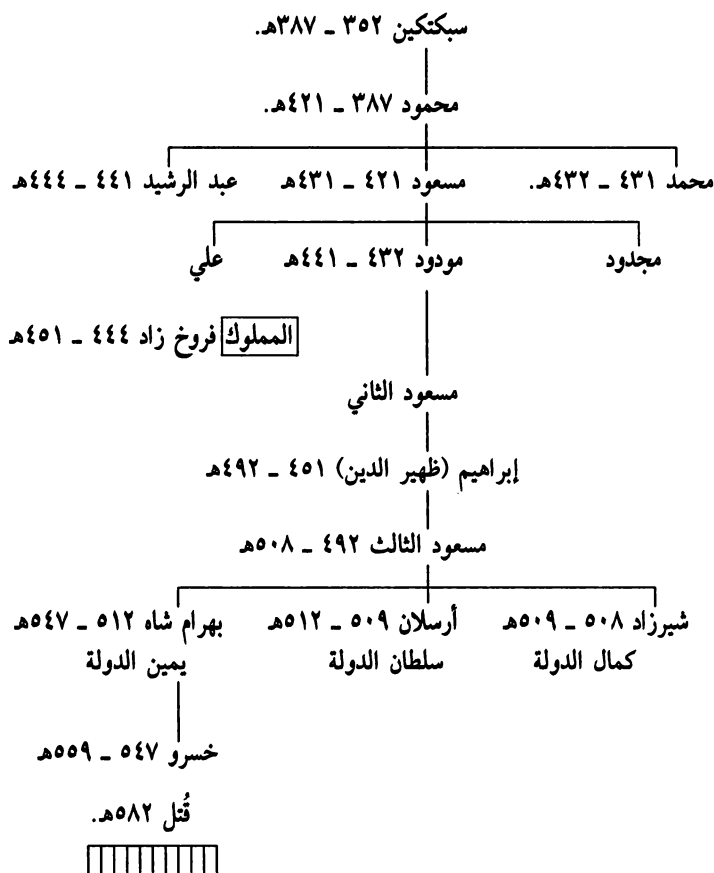 سبكتكين ٣٥٢ ـ ٣٨٧هـ.
محمود ٣٨٧ ـ ٤٢١هـ.
محمد ٤٣١ ـ ٤٣٢هـ. مسعود ٤٢١ ـ ٤٣١هـ عبد الرشيد ٤٤١ ـ ٤٤٤هـ
مجدود مودود ٤٣٢ ـ ٤٤١هـ علي
المملوك فروخ زاد ٤٤٤ ـ ٤٥١هـ
مسعود الثاني
إبراهيم (ظهير الدين) ٤٥١ ـ ٤٩٢هـ
مسعود الثالث ٤٩٢ ـ ٥٠٨هـ
شيرزاد ٥٠٨ ـ ٥٠٩هـ أرسلان ٥٠٩ ـ ٥١٢هـ بهرام شاه ٥١٢ ـ ٥٤٧هـ
كمال الدولة سلطان الدولة يمين الدولة
خسرو ٥٤٧ ـ ٥٥٩هـ
قُتل ٥٨٢هـ.